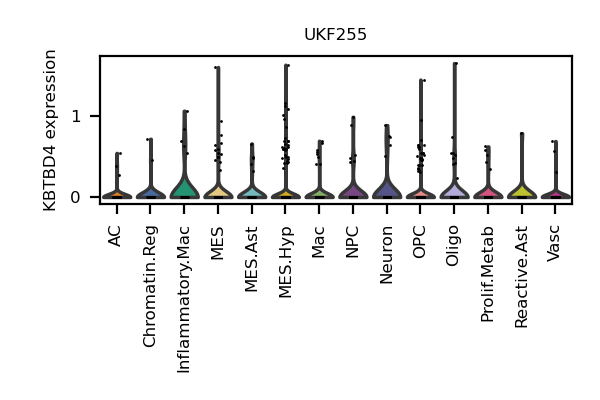 UKF255
KBTBD4 expression
1
0
AC
Chromatin.Reg
Inflammatory.Mac
MES
MES.Ast
MES.Hyp
Mac
NPC
Neuron
OPC
Oligo
Prolif.Metab
Reactive.Ast
Vasc